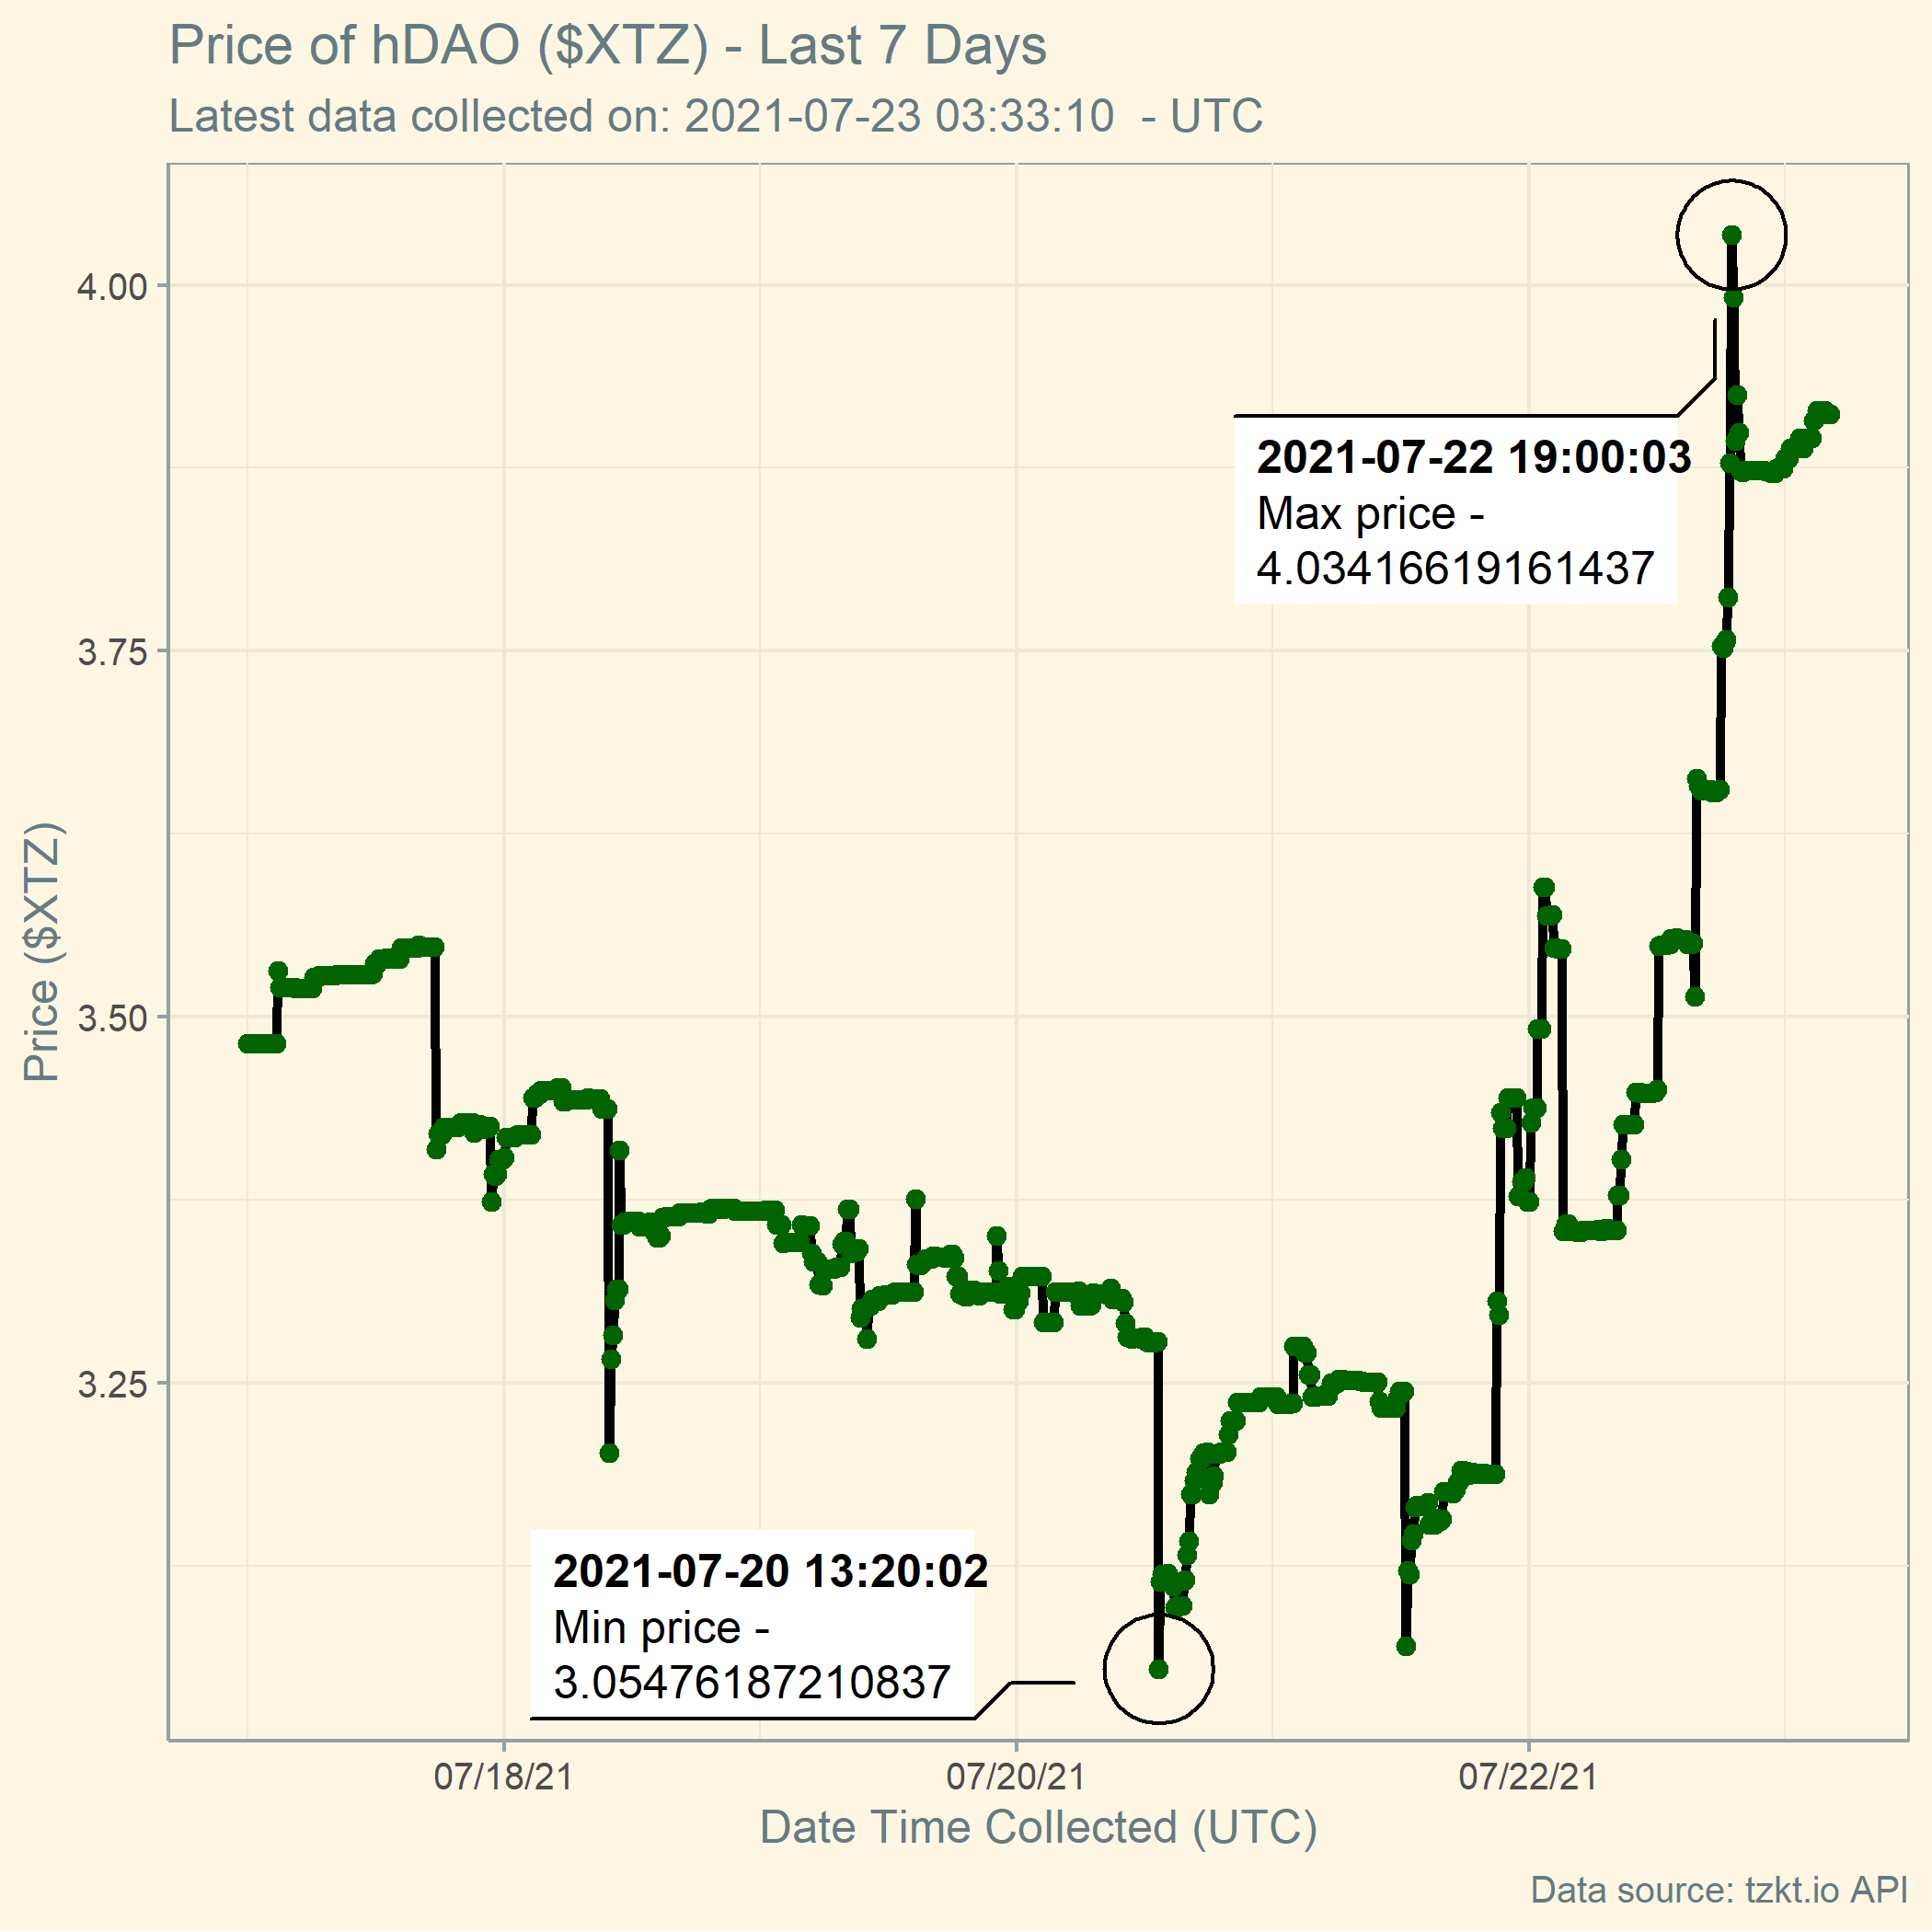 Price of hDAO ($XTZ) - Last 7 Days
Latest data collected on: 2021-07-23 03:33:10  - UTC
4.00
2021-07-22 19:00:03
Max price -
4.03416619161437
3.75
Price ($XTZ)
3.50
3.25
2021-07-20 13:20:02
Min price -
3.05476187210837
07/18/21
07/20/21
07/22/21
Date Time Collected (UTC)
Data source: tzkt.io API